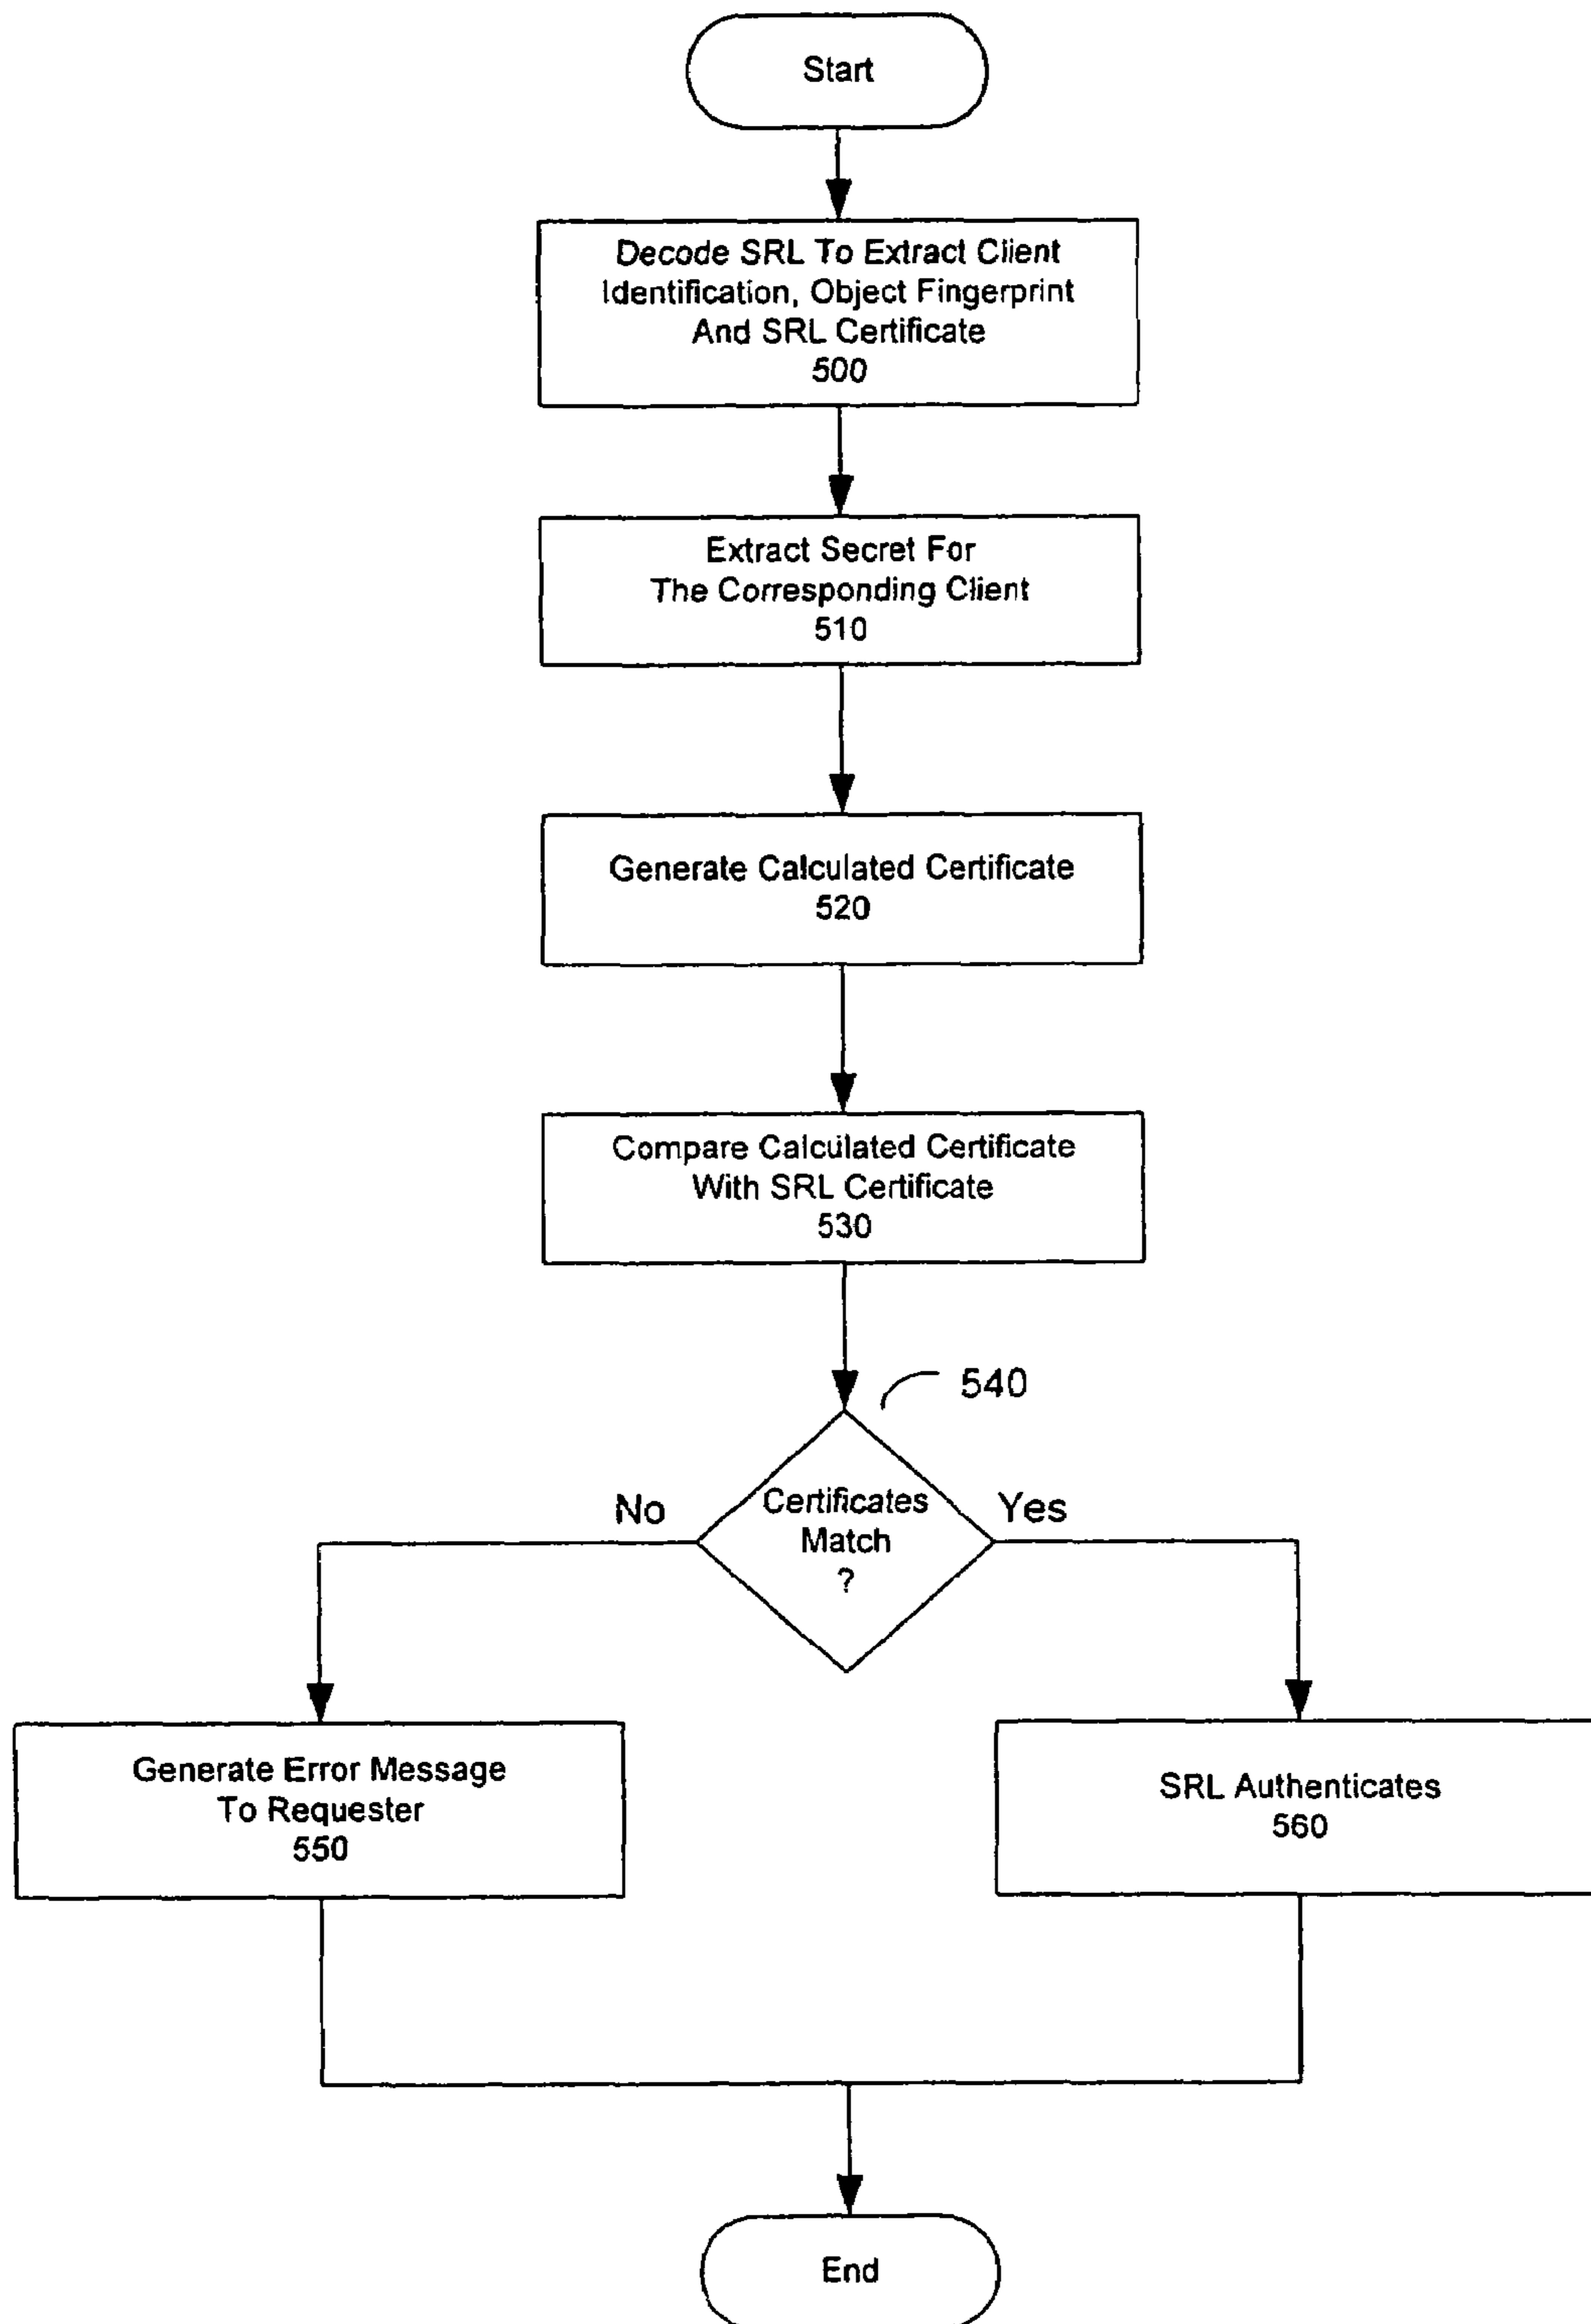 Start
Decode SRL To Extract Client
Identification, Object Fingerprint
And SRL Certificate
500
Extract Secret For
The Corresponding Client
510
Generate Calculated Certificate
520
Compare Calculated Certificate
With SRL Certificate
530
540
No
Certificates
Match
?
Yes
Generate Error Message
To Requester
550
SRL Authenticates
560
End